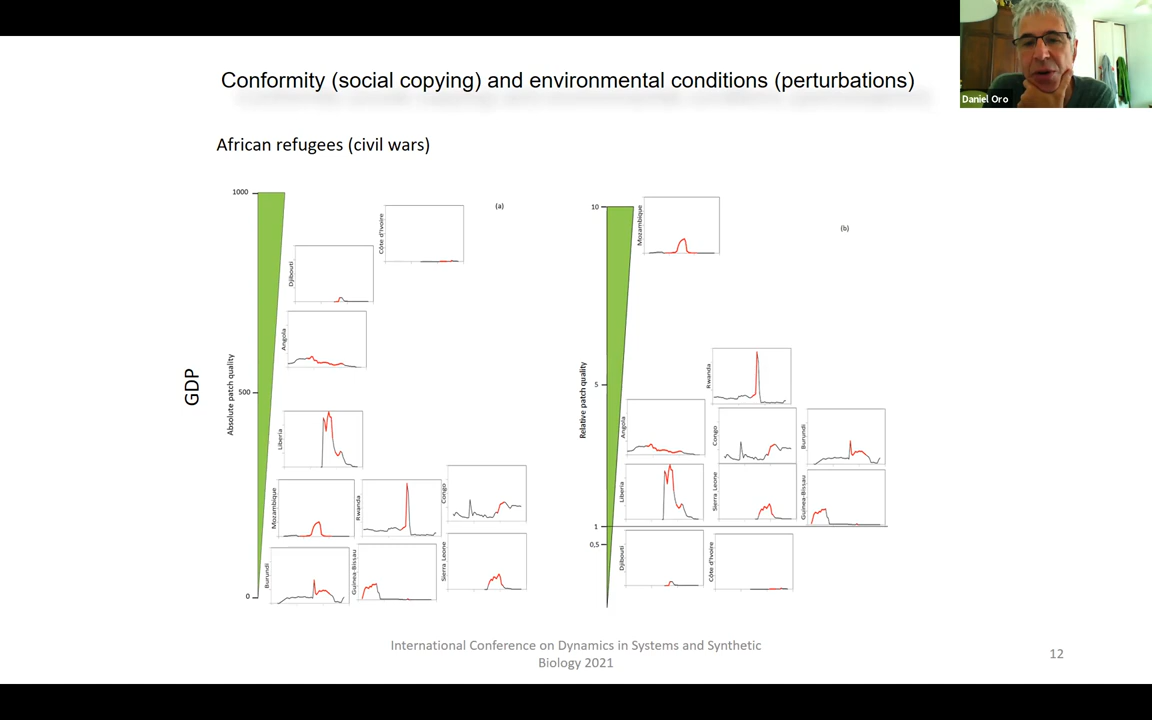 Conformity (social copying) and environmental conditions (perturbations)
Daniel Oro
African refugees (civil wars)
GDP
Absolute patch quality
1000
500
0
(a)
Côte d'Ivoire
Djibouti
Angola
Liberia
Mozambique
Rwanda
Congo
Burundi
Guinea-Bissau
Sierra Leone
Relative patch quality
10
5
1
0,5
(b)
Mozambique
Rwanda
Angola
Congo
Burundi
Liberia
Sierra Leone
Guinea-Bissau
Djibouti
Côte d'Ivoire
International Conference on Dynamics in Systems and Synthetic
Biology 2021
12